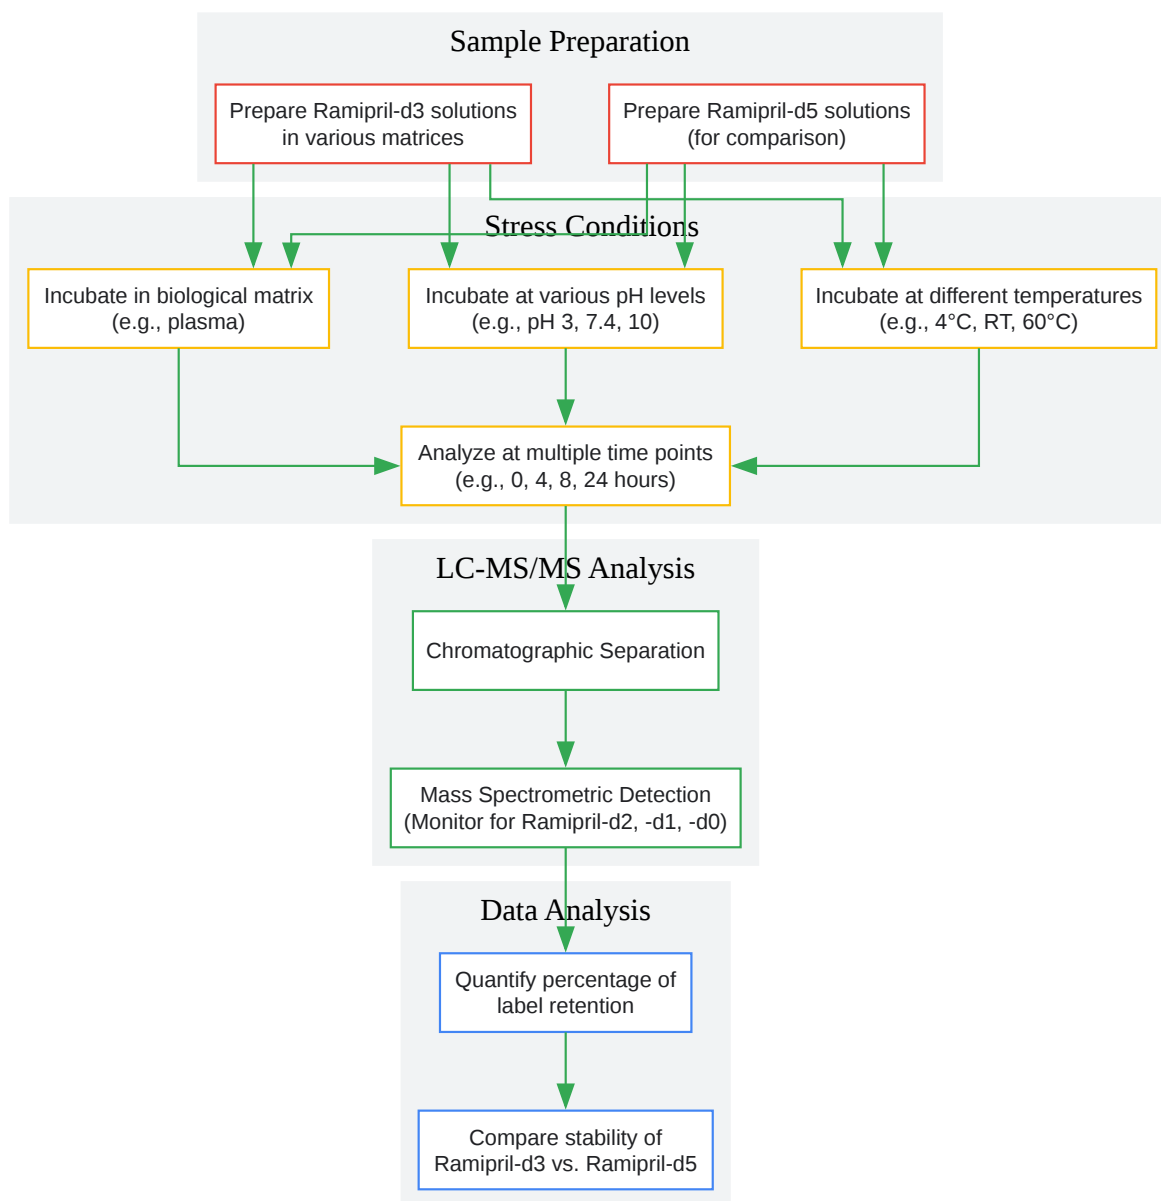 Sample Preparation
Prepare Ramipril-d3 solutions
in various matrices
Prepare Ramipril-d5 solutions
(for comparison)
Stress Conditions
Incubate in biological matrix
(e.g., plasma)
Incubate at various pH levels
(e.g., pH 3, 7.4, 10)
Incubate at different temperatures
(e.g., 4°C, RT, 60°C)
Analyze at multiple time points
(e.g., 0, 4, 8, 24 hours)
LC-MS/MS Analysis
Chromatographic Separation
Mass Spectrometric Detection
(Monitor for Ramipril-d2, -d1, -d0)
Data Analysis
Quantify percentage of
label retention
Compare stability of
Ramipril-d3 vs. Ramipril-d5